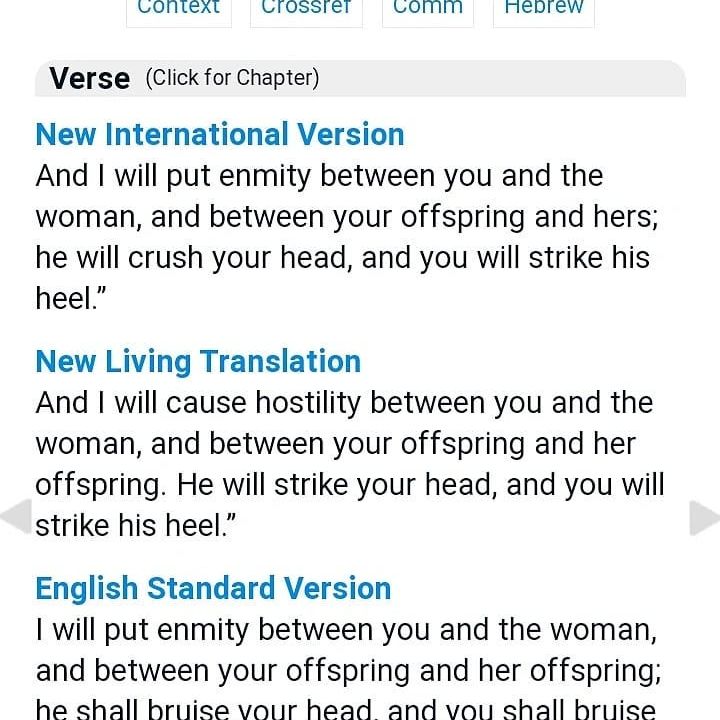 Context Crossref Comm Hebrew
Verse (Click for Chapter)
New International Version
And I will put enmity between you and the
woman, and between your offspring and hers;
he will crush your head, and you will strike his
heel.”
New Living Translation
And I will cause hostility between you and the
woman, and between your offspring and her
offspring. He will strike your head, and you will
strike his heel.”
English Standard Version
I will put enmity between you and the woman,
and between your offspring and her offspring;
he shall bruise your head, and you shall bruise